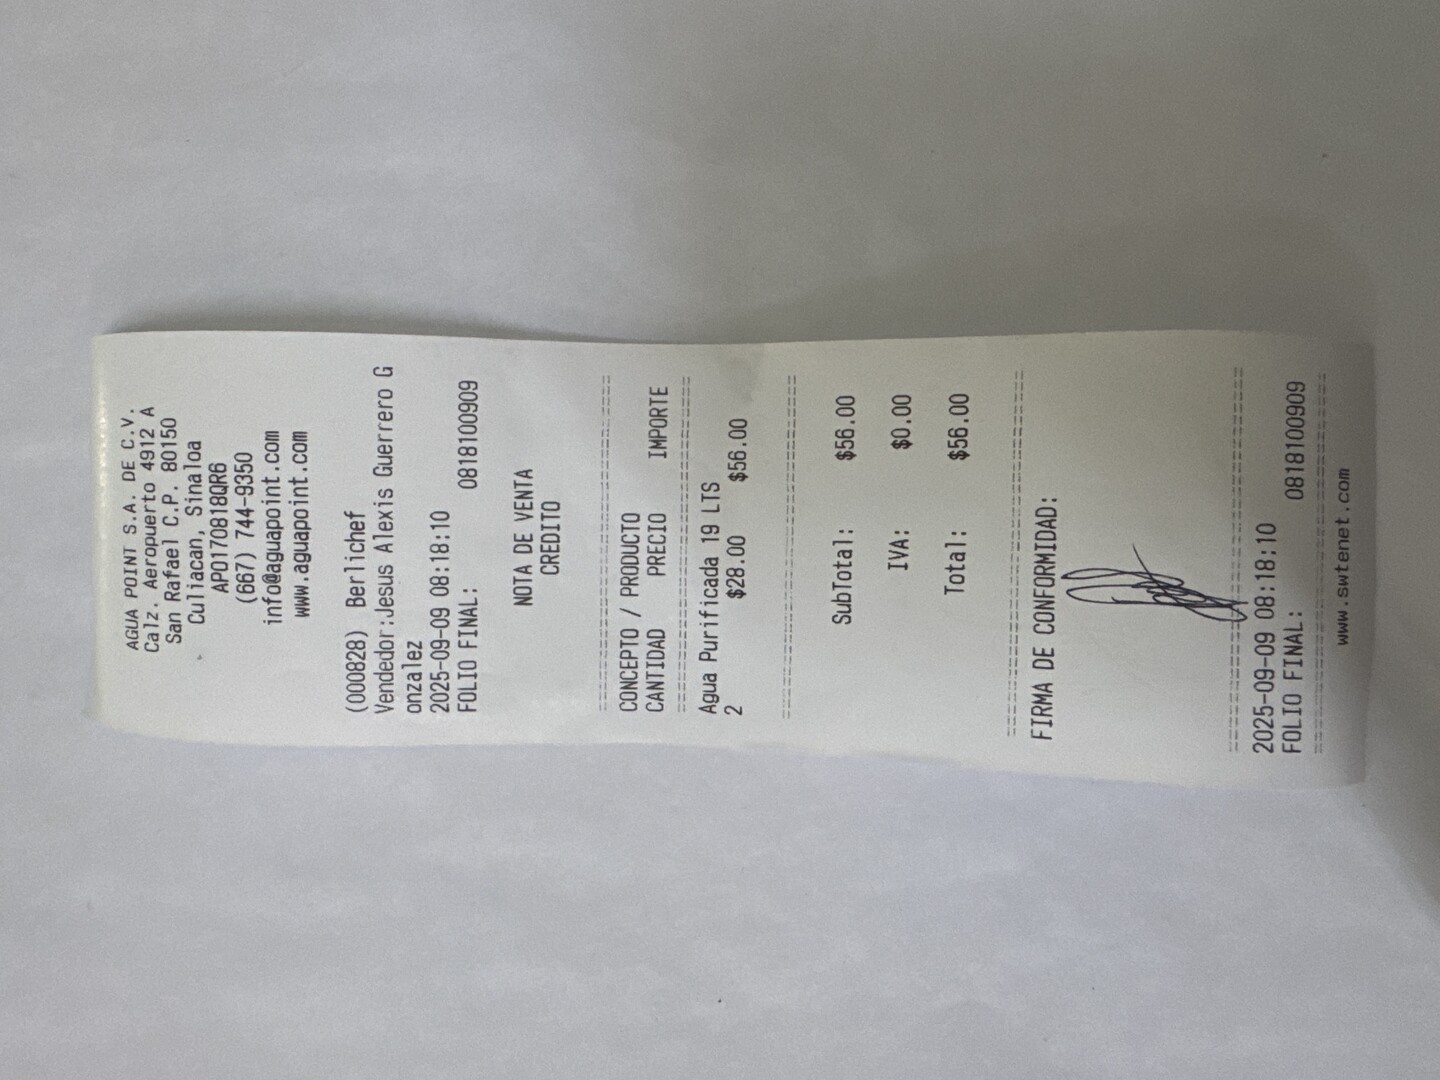 AGUA POINT S.A. DE C.V.
Calz. Aeropuerto 4912 A
San Rafael C.P. 80150
Culiacan, Sinaloa
APO170818QR6
(667) 744-9350
info@aguapoint.com
www.aguapoint.com
(000828) Berlichef
Vendedor:Jesus Alexis Guerrero G
onzalez
2025-09-09 08:18:10
FOLIO FINAL: 0818100909
NOTA DE VENTA
CREDITO
CONCEPTO / PRODUCTO
CANTIDAD PRECIO IMPORTE
Agua Purificada 19 LTS
2 $28.00 $56.00
SubTotal: $56.00
IVA: $0.00
Total: $56.00
FIRMA DE CONFORMIDAD:
2025-09-09 08:18:10
FOLIO FINAL: 0818100909
www.swtenet.com